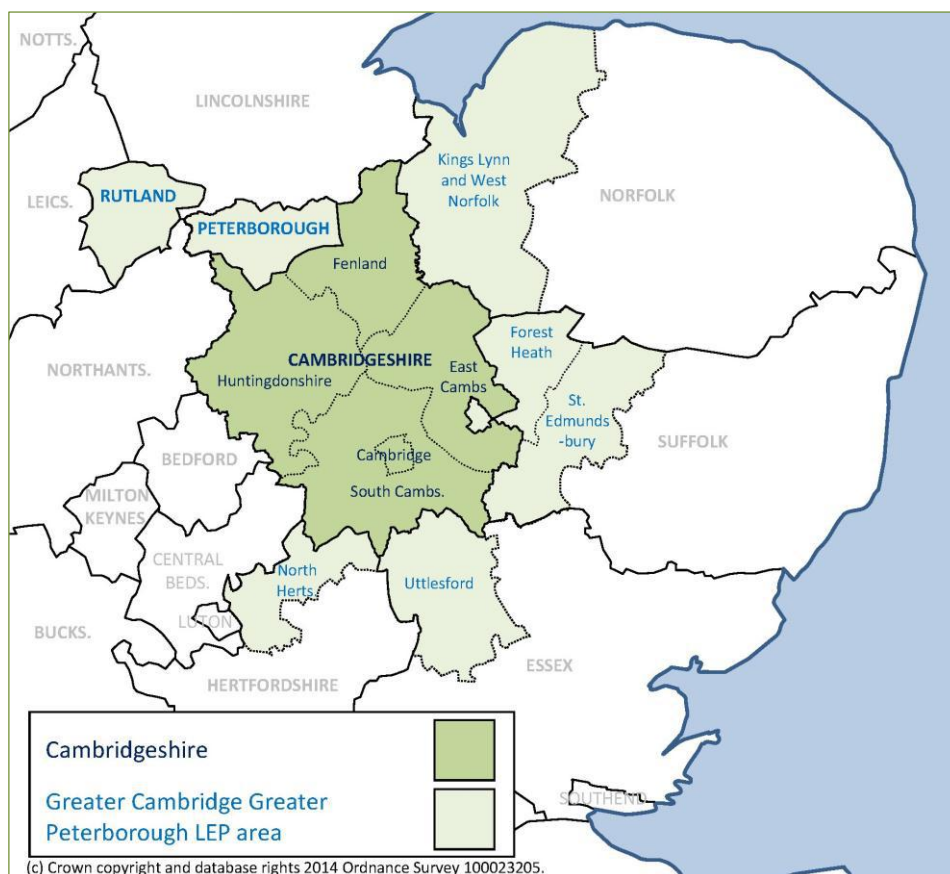 NOTTS.
LINCOLNSHIRE
Kings Lynn
and West
Norfolk
RUTLAND
LEICS.
NORFOLK
PETERBOROUGH
Fenland
Forest
Heath
CAMBRIDGESHIRE
NORTHANTS.
East
Cambs
Huntingdonshire
St.
Edmunds
-bury
SUFFOLK
BEDFORD
Cambridge
MILTON
KEYNES
South Cambs.
CENTRAL
BEDS.
North
Herts
Uttlesford
LUTON
BUCKS.
ESSEX
HERTFORDSHIRE
Cambridgeshire
Greater Cambridge Greater
Peterborough LEP area
SOUTHEND
(c) Crown copyright and database rights 2014 Ordnance Survey 100023205.